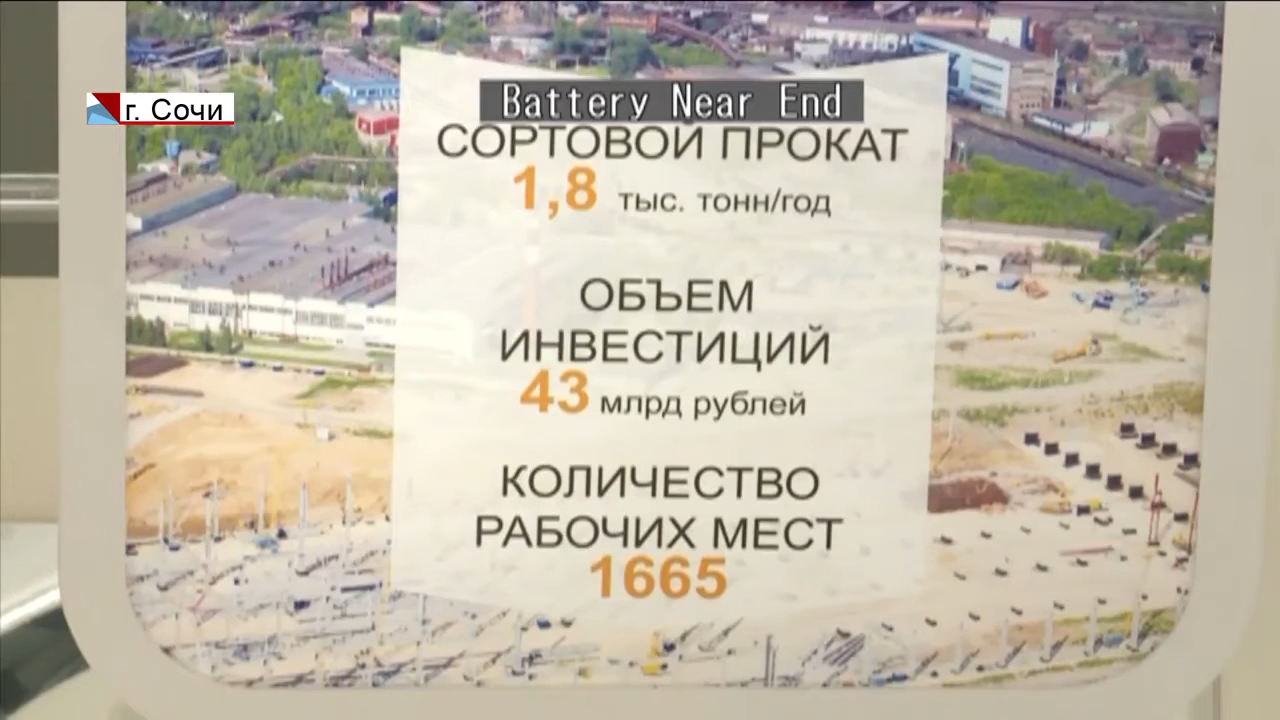 Battery Near End
г. Сочи
СОРТОВОЙ ПРОКАТ
1,8 тыс. тонн/год
ОБЪЕМ
ИНВЕСТИЦИЙ
43 млрд рублей
КОЛИЧЕСТВО
РАБОЧИХ МЕСТ
1665